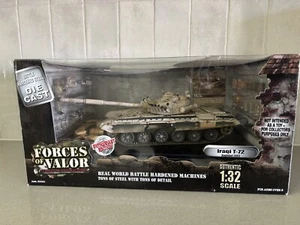 DIE
CAST
FORCES
OF VALOR
Iraqi T-72
REAL WORLD BATTLE HARDENED MACHINES
TONS OF STEEL WITH TONS OF DETAIL
NOT INTENDED
AS A TOY -
FOR COLLECTORS
PURPOSES ONLY
AUTHENTIC
1:32
SCALE